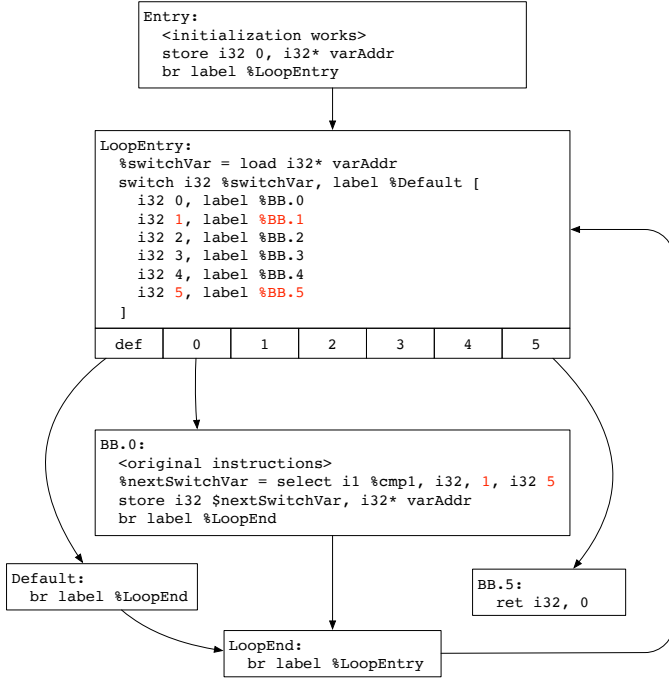 Entry:
<initialization works>
store i32 0, i32* varAddr
br label %LoopEntry
LoopEntry:
%switchVar = load i32* varAddr
switch i32 %switchVar, label %Default [
i32 0, label %BB.0
i32 1, label %BB.1
i32 2, label %BB.2
i32 3, label %BB.3
i32 4, label %BB.4
i32 5, label %BB.5
]
def 0 1 2 3 4 5
BB.0:
<original instructions>
%nextSwitchVar = select i1 %cmp1, i32, 1, i32 5
store i32 $nextSwitchVar, i32* varAddr
br label %LoopEnd
Default:
br label %LoopEnd
BB.5:
ret i32, 0
LoopEnd:
br label %LoopEntry